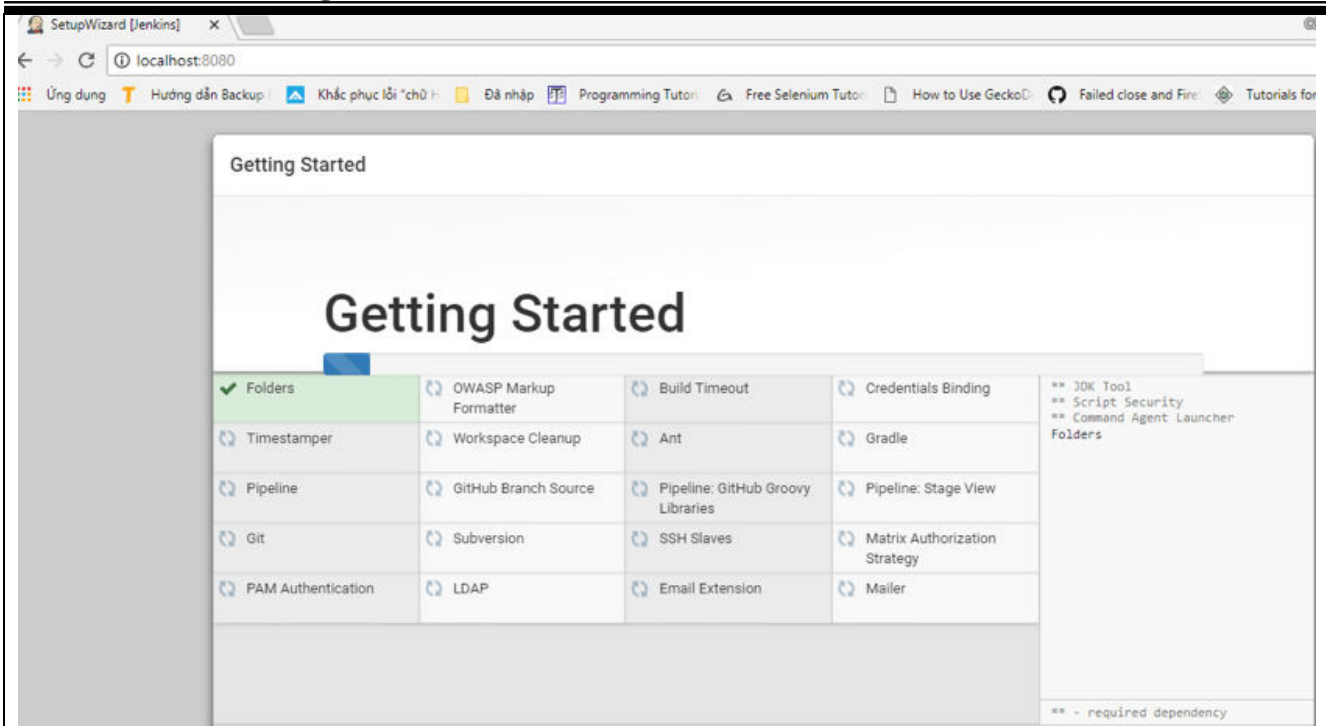 SetupWizard [Jenkins]
localhost:8080
Ứng dụng Hướng dẫn Backup Khắc phục lỗi "chữ H Đã nhập Programming Tutori Free Selenium Tutor How to Use GeckoD Failed close and Fire Tutorials for
Getting Started
Getting Started
Folders OWASP Markup Formatter Build Timeout Credentials Binding
Timestamper Workspace Cleanup Ant Gradle
Pipeline GitHub Branch Source Pipeline: GitHub Groovy Libraries Pipeline: Stage View
Git Subversion SSH Slaves Matrix Authorization Strategy
PAM Authentication LDAP Email Extension Mailer
** JDK Tool
** Script Security
** Command Agent Launcher
Folders
** - required dependency